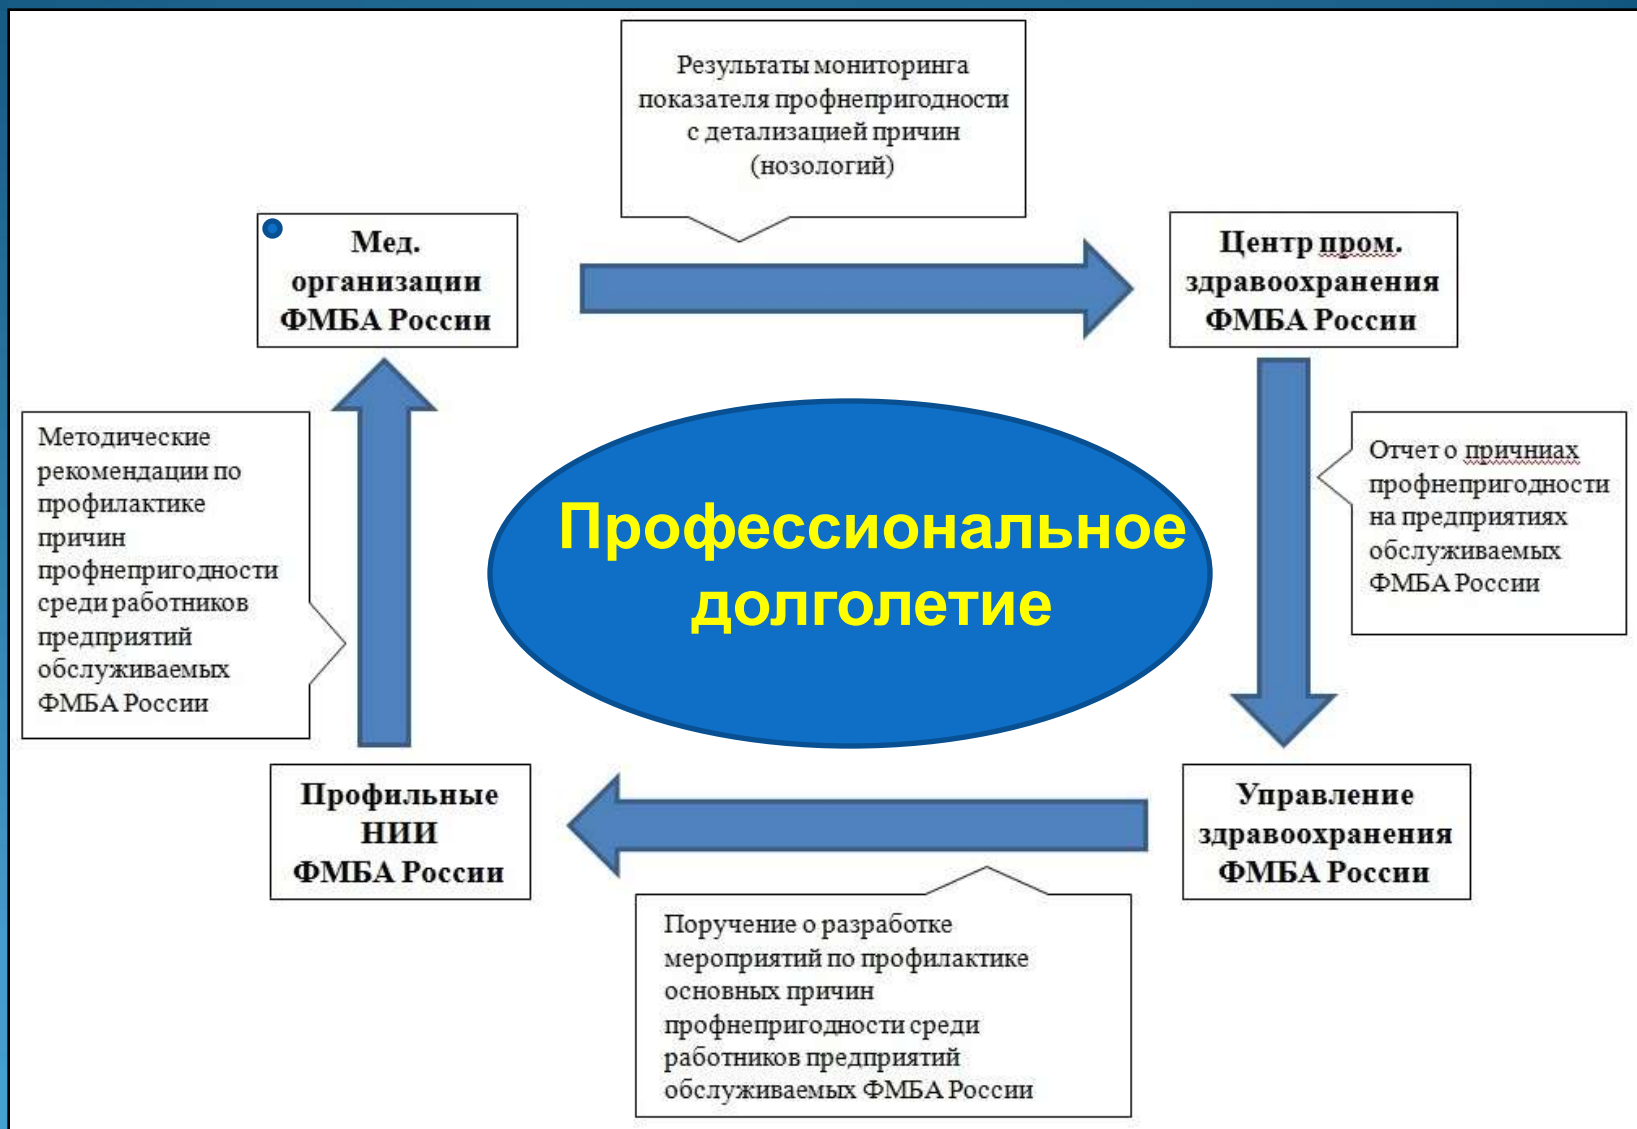 Результаты мониторинга
показателя профнепригодности
с детализацией причин
(нозологий)
Мед.
организации
ФМБА России
Центр пром.
здравоохранения
ФМБА России
Методические
рекомендации по
профилактике
причин
профнепригодности
среди работников
предприятий
обслуживаемых
ФМБА России
Профессиональное
долголетие
Отчет о причниах
профнепригодности
на предприятиях
обслуживаемых
ФМБА России
Профильные
НИИ
ФМБА России
Управление
здравоохранения
ФМБА России
Поручение о разработке
мероприятий по профилактике
основных причин
профнепригодности среди
работников предприятий
обслуживаемых ФМБА России